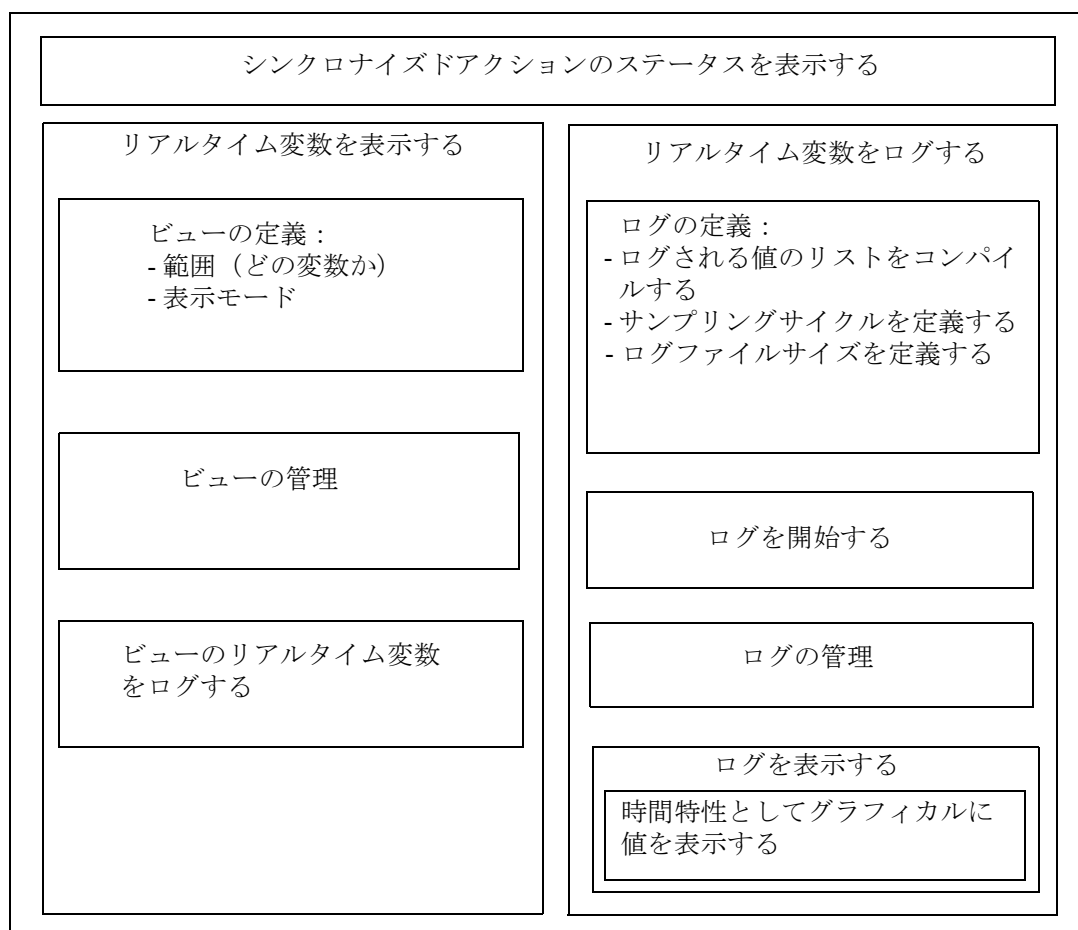 シンクロナイズドアクションのステータスを表示する
リアルタイム変数を表示する
ビューの定義：
- 範囲（どの変数か）
- 表示モード
ビューの管理
ビューのリアルタイム変数
をログする
リアルタイム変数をログする
ログの定義：
- ログされる値のリストをコンパイ
ルする
- サンプリングサイクルを定義する
- ログファイルサイズを定義する
ログを開始する
ログの管理
ログを表示する
時間特性としてグラフィカルに
値を表示する